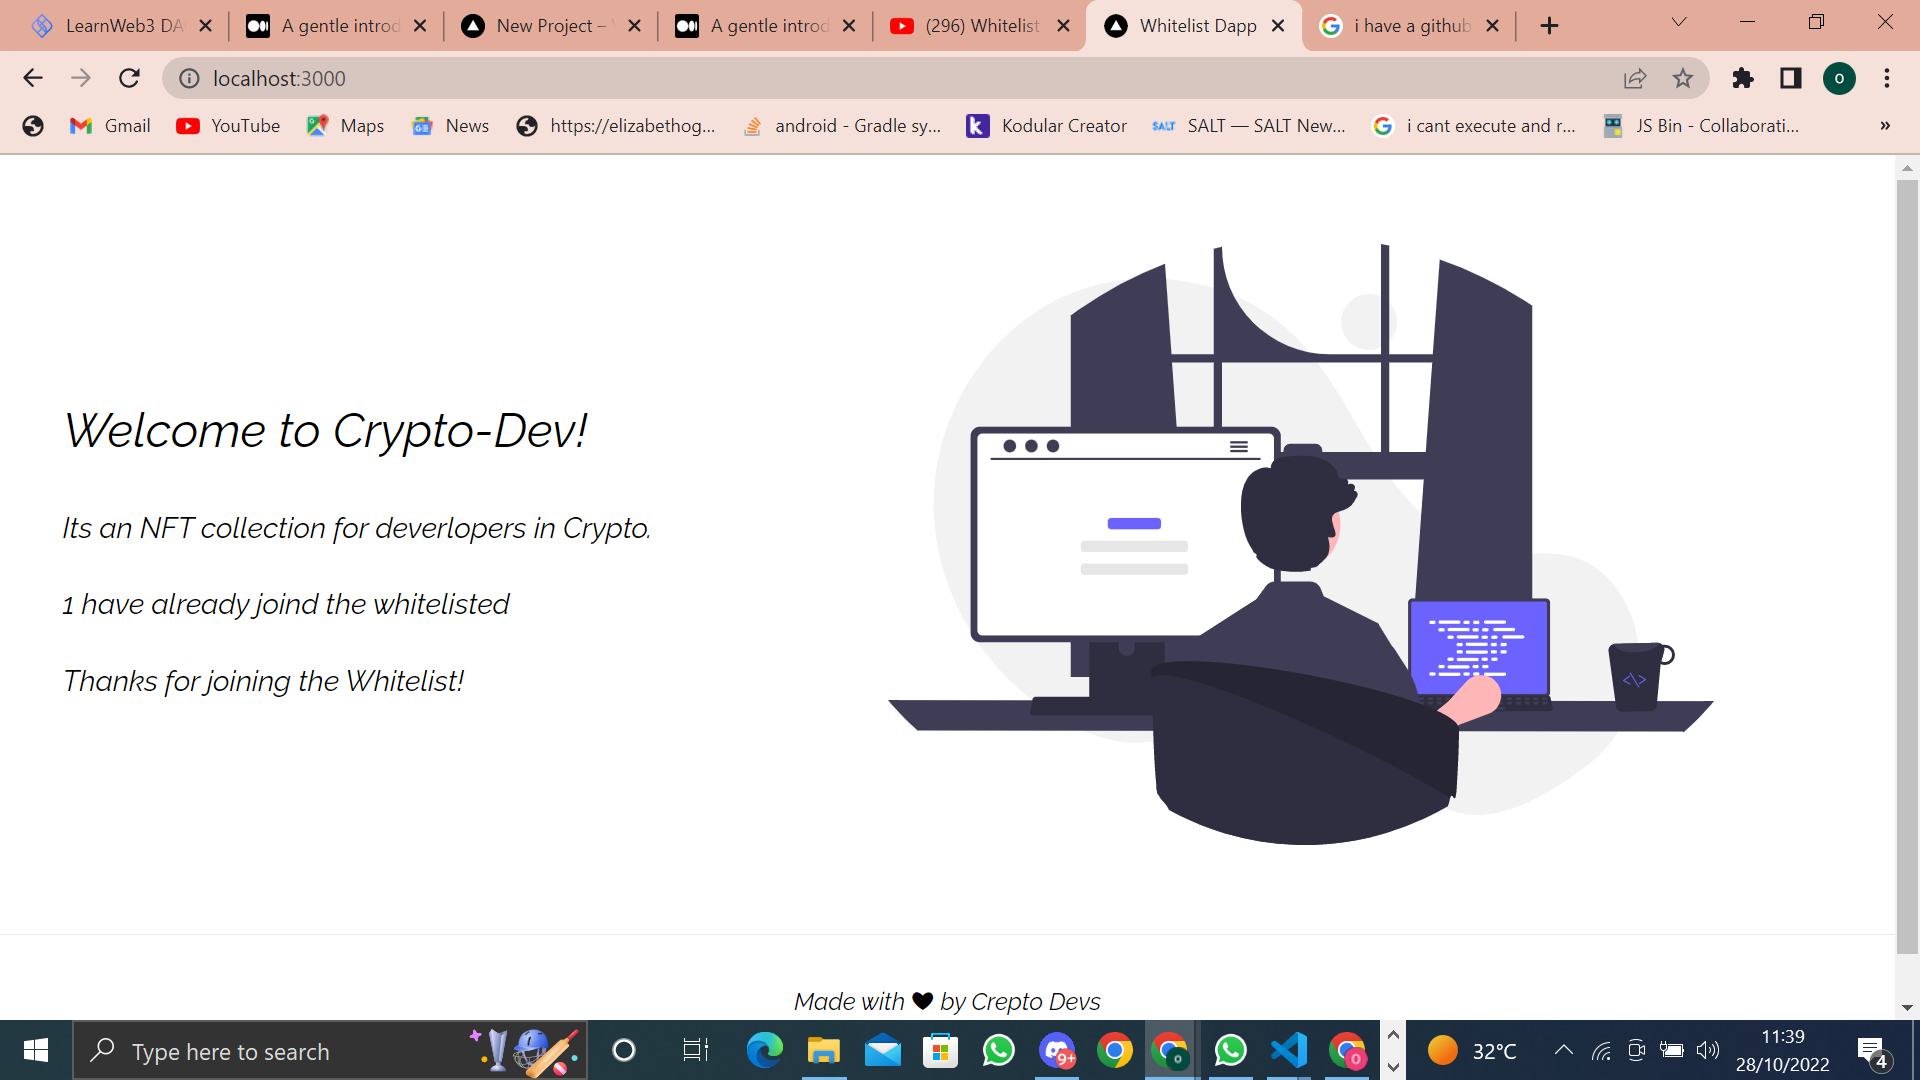 LearnWeb3 DA
A gentle introd
New Project –
A gentle introd
(296) Whitelist
Whitelist Dapp
i have a github
localhost:3000
Gmail
YouTube
Maps
News
https://elizabethog...
android - Gradle sy...
Kodular Creator
SALT — SALT New...
i cant execute and r...
JS Bin - Collaborati...
»
Welcome to Crypto-Dev!
Its an NFT collection for deverlopers in Crypto.
1 have already joind the whitelisted
Thanks for joining the Whitelist!
<\>
Made with ❤ by Crepto Devs
Type here to search
9+
32°C
11:39
28/10/2022
4